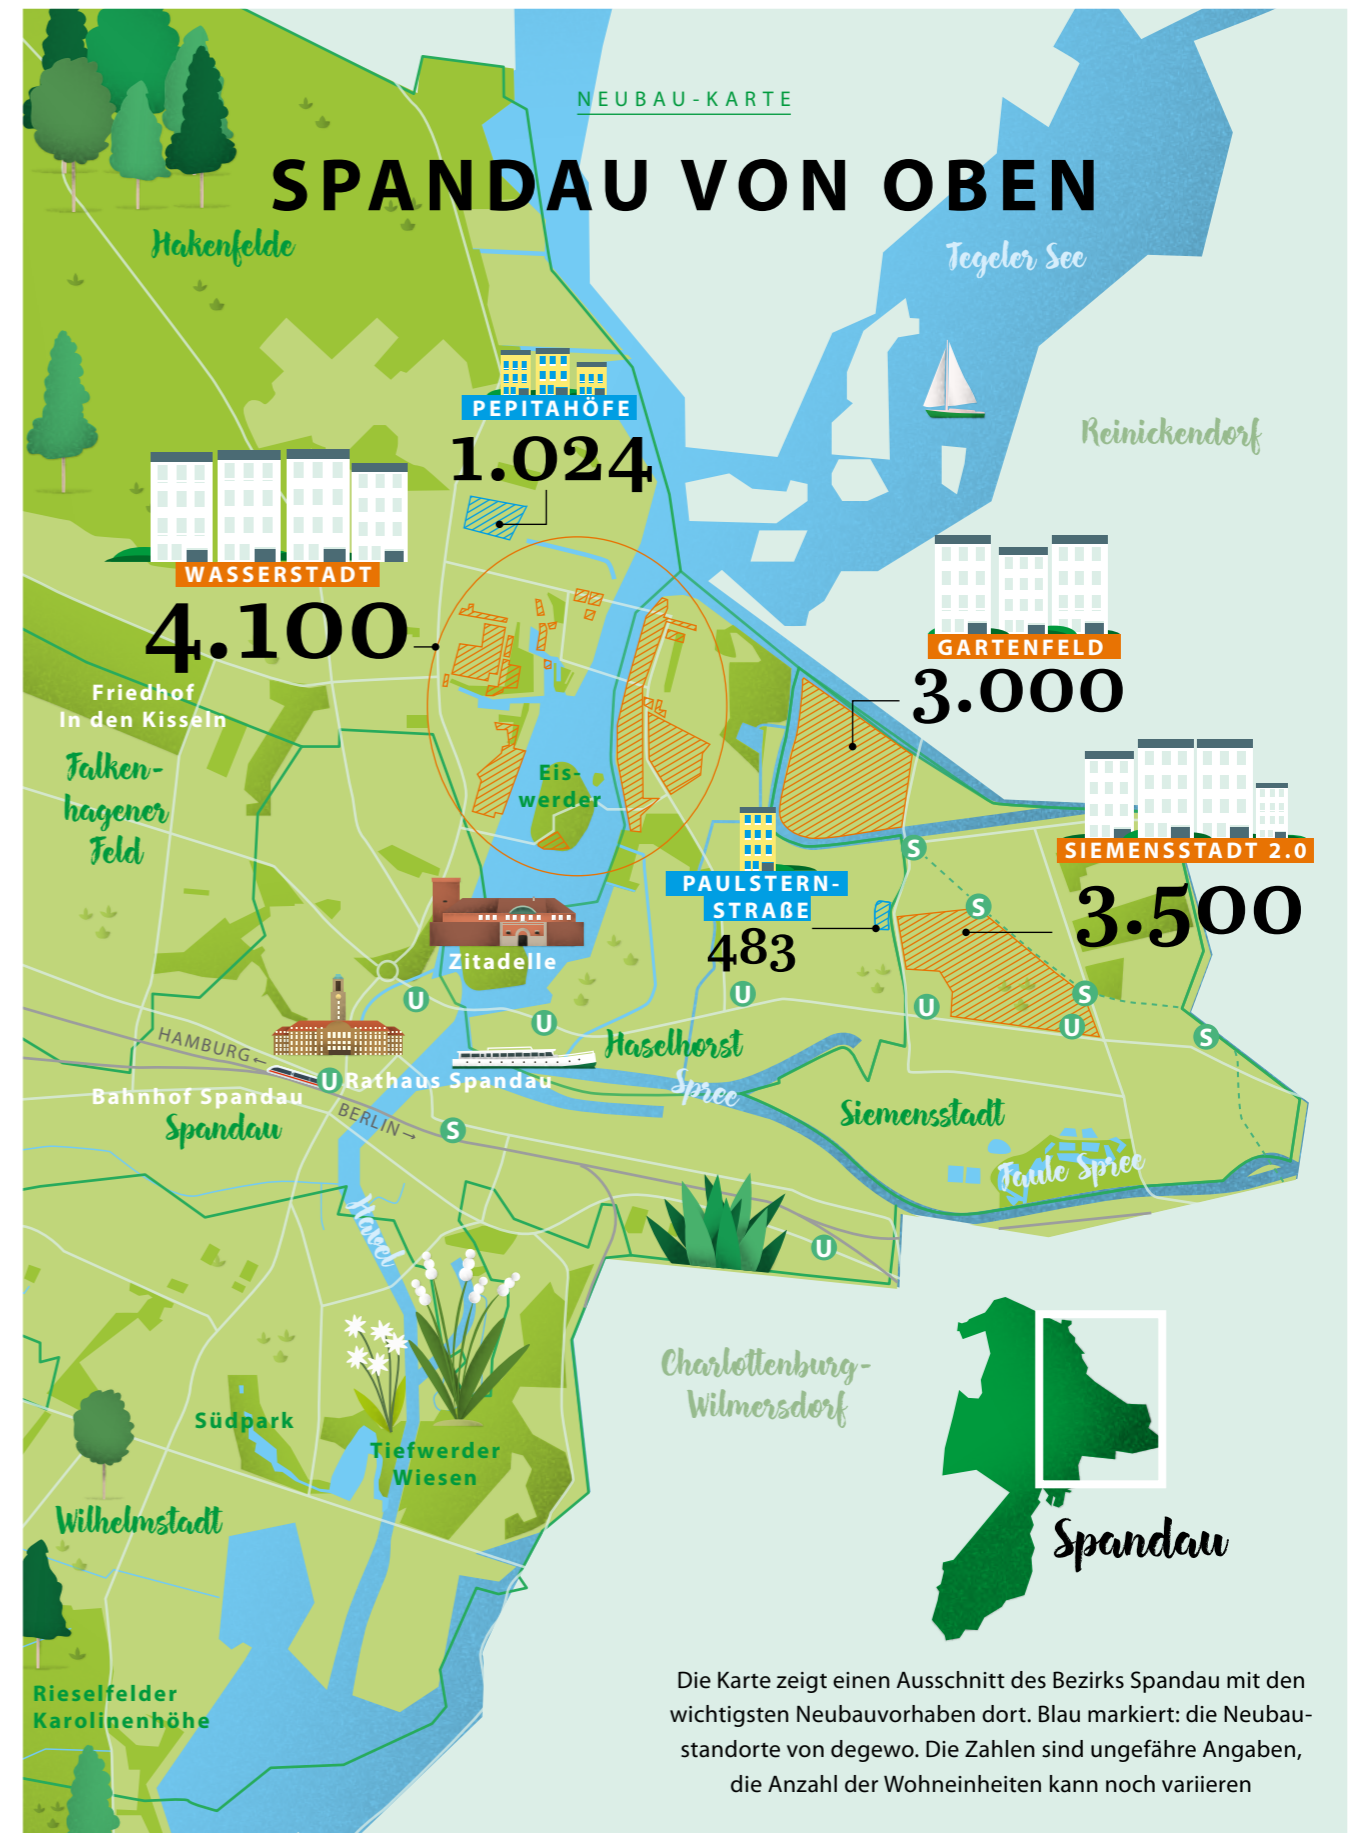 NEUBAU-KARTE
SPANDAU VON OBEN
Hakenfelde
Tegeler See
Reinickendorf
PEPITAHÖFE
1.024
WASSERSTADT
4.100
GARTENFELD
3.000
Friedhof
In den Kisseln
Falken-
hagener
Feld
Eis-
werder
SIEMENSSTADT 2.0
3.500
PAULSTERN-
STRAßE
483
Zitadelle
S
S
S
S
U
U
U
U
U
Haselhorst
HAMBURG←
Bahnhof Spandau
U Rathaus Spandau
BERLIN→
S
Spandau
Spree
Siemensstadt
Faule Spree
Havel
U
Charlottenburg-
Wilmersdorf
Südpark
Tiefwerder
Wiesen
Wilhelmstadt
Spandau
Rieselfelder
Karolinenhöhe
Die Karte zeigt einen Ausschnitt des Bezirks Spandau mit den
wichtigsten Neubauvorhaben dort. Blau markiert: die Neubau-
standorte von degewo. Die Zahlen sind ungefähre Angaben,
die Anzahl der Wohneinheiten kann noch variieren